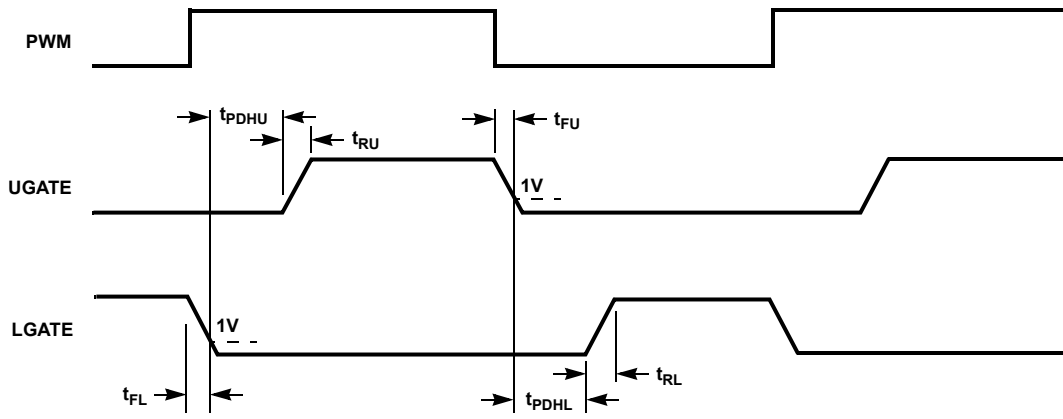 PWM
tPDHU
tRU
tFU
UGATE
1V
LGATE
1V
tFL
tRL
tPDHL